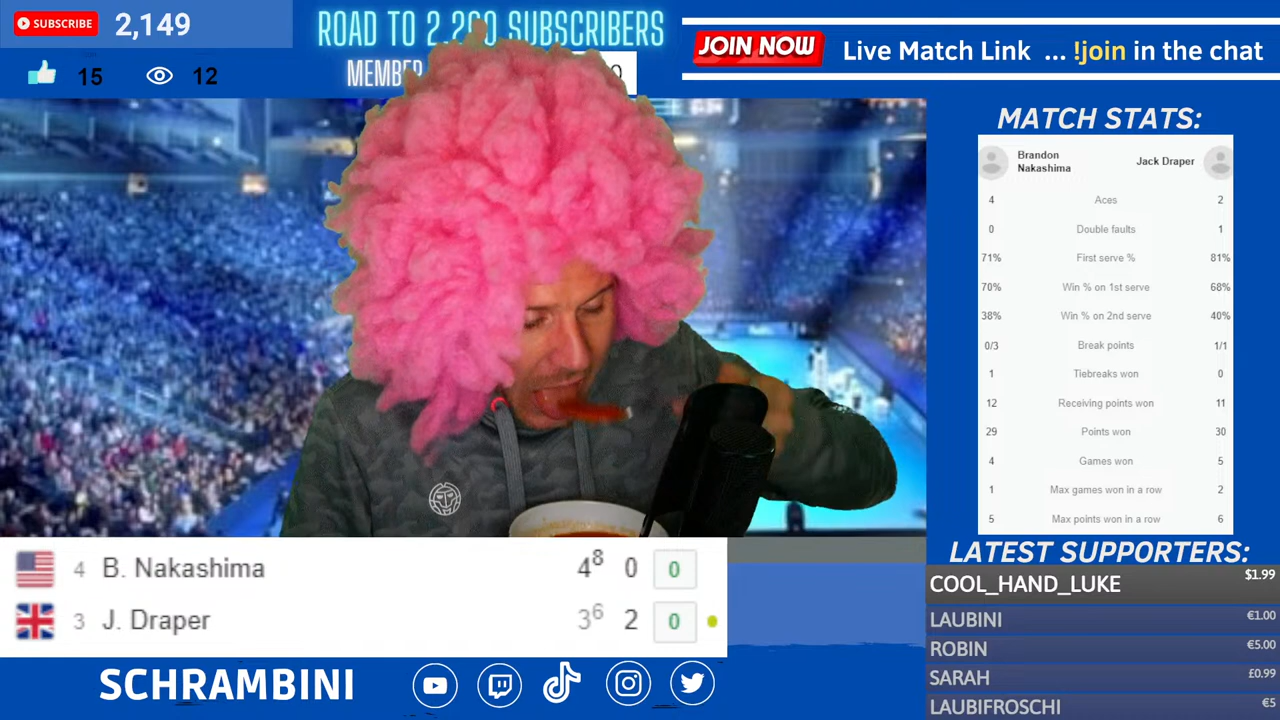 SUBSCRIBE 2,149
15 12
ROAD TO 2,200 SUBSCRIBERS
JOIN NOW
Live Match Link ... !join in the chat
MATCH STATS:
Brandon Nakashima Jack Draper
4 Aces 2
0 Double faults 1
71% First serve % 81%
70% Win % on 1st serve 68%
38% Win % on 2nd serve 40%
0/3 Break points 1/1
1 Tiebreaks won 0
12 Receiving points won 11
29 Points won 30
4 Games won 5
1 Max games won in a row 2
5 Max points won in a row 6
4 B. Nakashima 4⁸ 0 0
3 J. Draper 3⁶ 2 0
LATEST SUPPORTERS:
COOL_HAND_LUKE $1.99
LAUBINI €1.00
ROBIN €5.00
SARAH £0.99
LAUBIFROSCHI €5
SCHRAMBINI